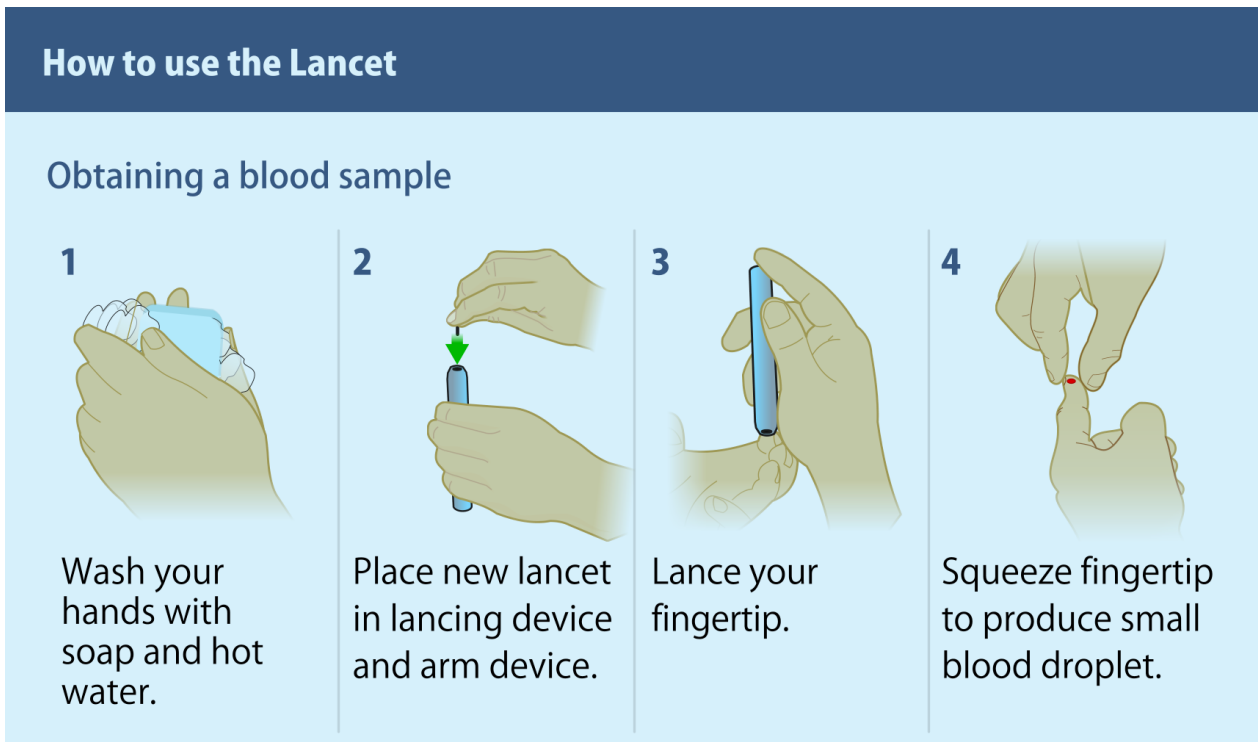 How to use the Lancet
Obtaining a blood sample
1
Wash your
hands with
soap and hot
water.
2
Place new lancet
in lancing device
and arm device.
3
Lance your
fingertip.
4
Squeeze fingertip
to produce small
blood droplet.